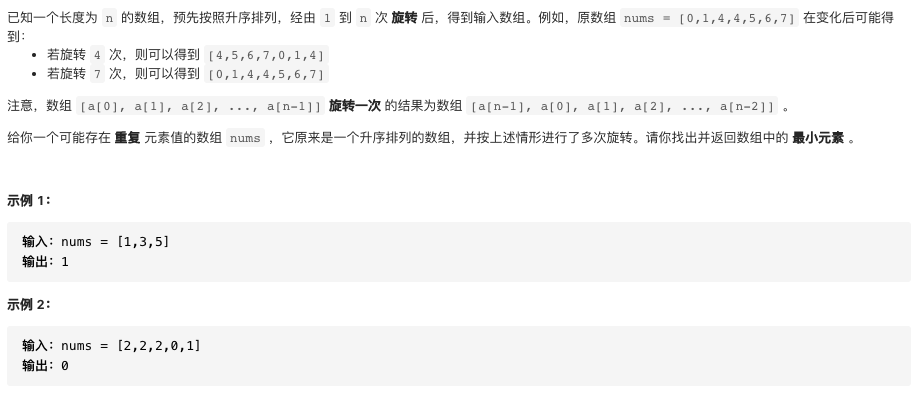 已知一个长度为 n 的数组，预先按照升序排列，经由 1 到 n 次 旋转 后，得到输入数组。例如，原数组 nums = [0,1,4,4,5,6,7] 在变化后可能得
到：
• 若旋转 4 次，则可以得到 [4,5,6,7,0,1,4]
• 若旋转 7 次，则可以得到 [0,1,4,4,5,6,7]
注意，数组 [a[0], a[1], a[2], ..., a[n-1]] 旋转一次 的结果为数组 [a[n-1], a[0], a[1], a[2], ..., a[n-2]] 。
给你一个可能存在 重复 元素值的数组 nums ，它原来是一个升序排列的数组，并按上述情形进行了多次旋转。请你找出并返回数组中的 最小元素 。
示例 1：
输入：nums = [1,3,5]
输出：1
示例 2：
输入：nums = [2,2,2,0,1]
输出：0